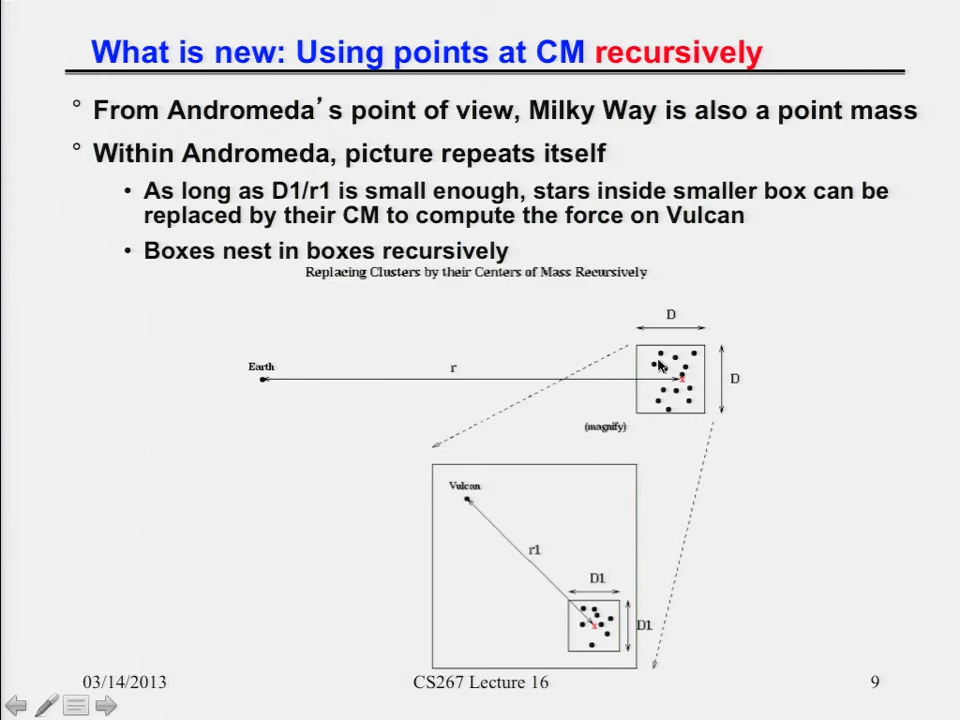 What is new: Using points at CM recursively
° From Andromeda's point of view, Milky Way is also a point mass
° Within Andromeda, picture repeats itself
• As long as D1/r1 is small enough, stars inside smaller box can be
replaced by their CM to compute the force on Vulcan
• Boxes nest in boxes recursively
Replacing Clusters by their Centers of Mass Recursively
D
Earth
r
x
D
(magnify)
Vulcan
r1
D1
x
D1
03/14/2013
CS267 Lecture 16
9